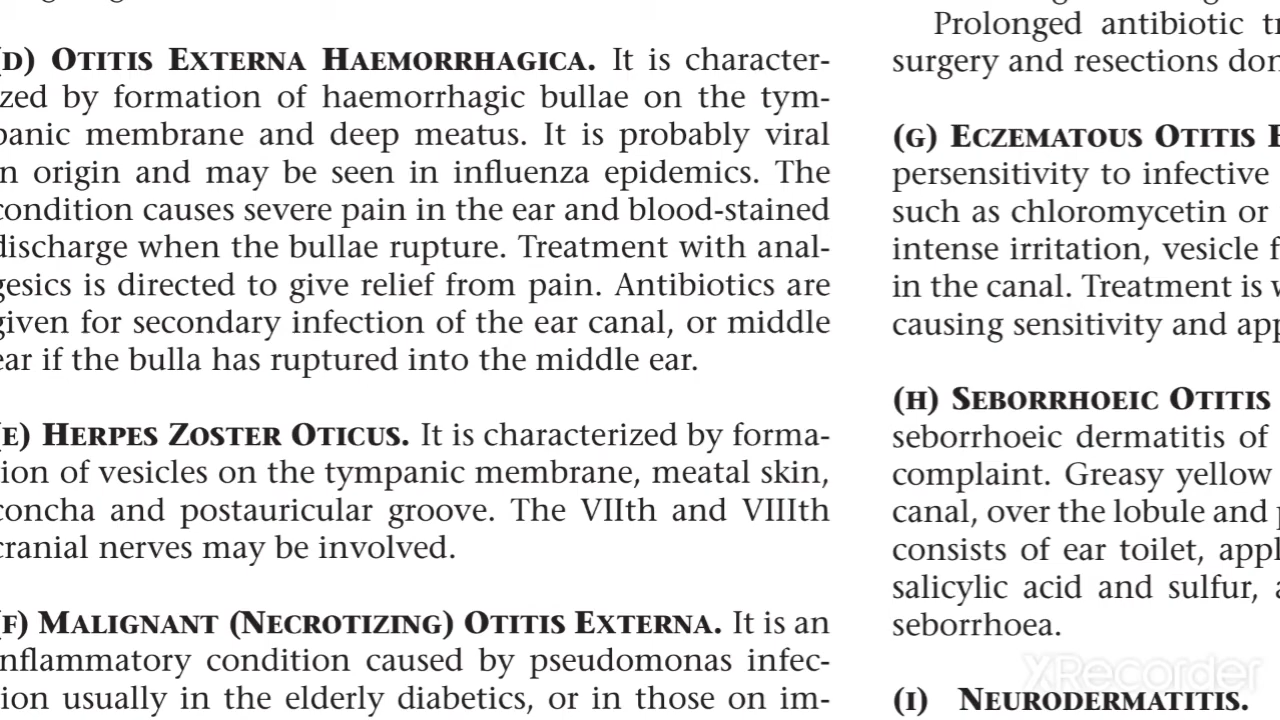 (D) OTITIS EXTERNA HAEMORRHAGICA. It is character-
ized by formation of haemorrhagic bullae on the tym-
panic membrane and deep meatus. It is probably viral
in origin and may be seen in influenza epidemics. The
condition causes severe pain in the ear and blood-stained
discharge when the bullae rupture. Treatment with anal-
gesics is directed to give relief from pain. Antibiotics are
given for secondary infection of the ear canal, or middle
ear if the bulla has ruptured into the middle ear.
(E) HERPES ZOSTER OTICUS. It is characterized by forma-
tion of vesicles on the tympanic membrane, meatal skin,
concha and postauricular groove. The VIIth and VIIIth
cranial nerves may be involved.
(F) MALIGNANT (NECROTIZING) OTITIS EXTERNA. It is an
inflammatory condition caused by pseudomonas infec-
tion usually in the elderly diabetics, or in those on im-
Prolonged antibiotic
surgery and resections
(G) ECZEMATOUS OTITIS
persensitivity to infective
such as chloromycetin or
intense irritation, vesicle
in the canal. Treatment is
causing sensitivity and
(H) SEBORRHOEIC OTITIS
seborrhoeic dermatitis of
complaint. Greasy yellow
canal, over the lobule and
consists of ear toilet,
salicylic acid and sulfur,
seborrhoea.
(I) NEURODERMATITIS.
XRecorder